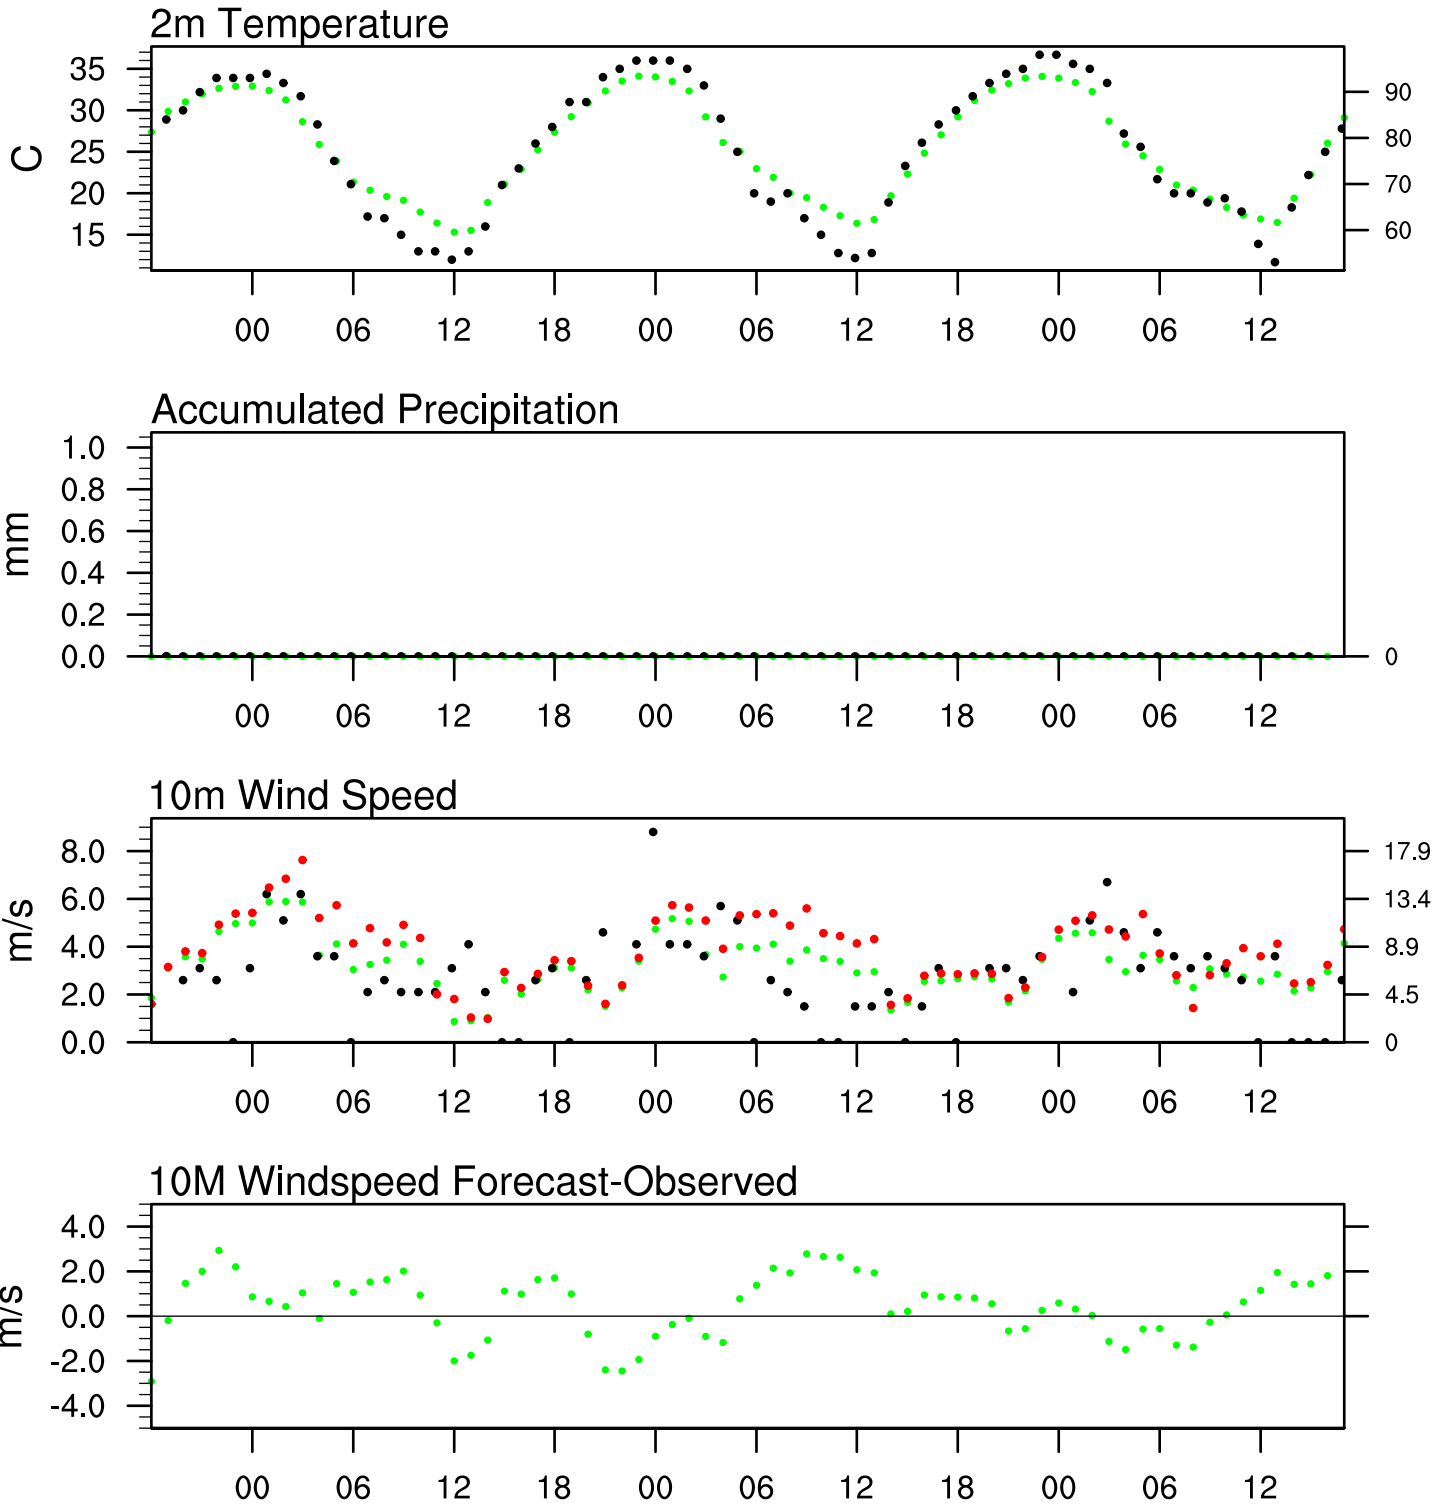 2m Temperature
C
35
30
25
20
15
90
80
70
60
00 06 12 18 00 06 12 18 00 06 12
Accumulated Precipitation
mm
1.0
0.8
0.6
0.4
0.2
0.0
0
00 06 12 18 00 06 12 18 00 06 12
10m Wind Speed
m/s
8.0
6.0
4.0
2.0
0.0
17.9
13.4
8.9
4.5
0
00 06 12 18 00 06 12 18 00 06 12
10M Windspeed Forecast-Observed
m/s
4.0
2.0
0.0
-2.0
-4.0
00 06 12 18 00 06 12 18 00 06 12